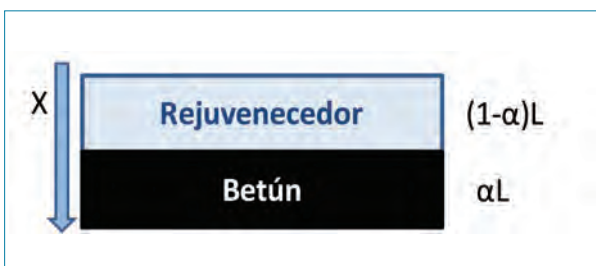 X
Rejuvenecedor
(1-α)L
Betún
αL